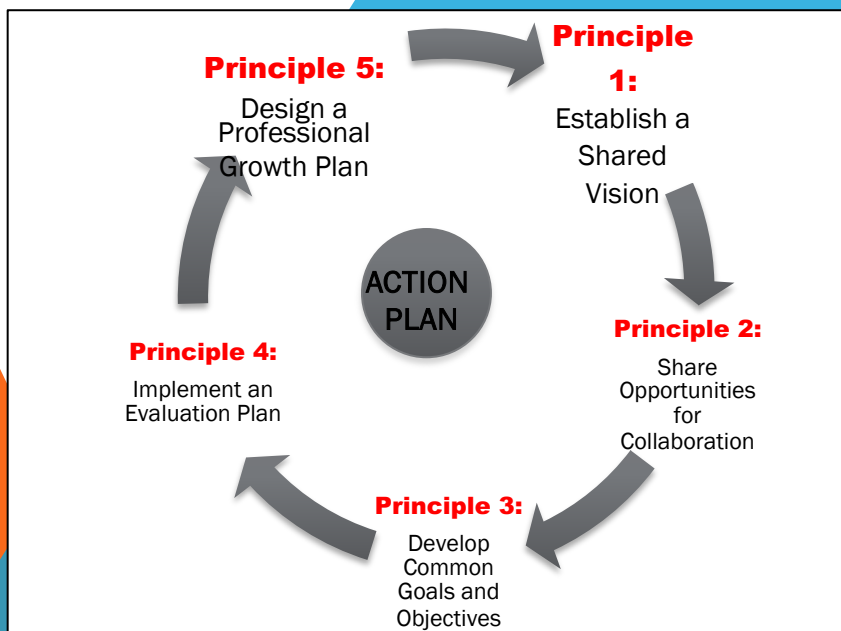 Principle
1:
Establish a
Shared
Vision
Principle 2:
Share
Opportunities
for
Collaboration
Principle 3:
Develop
Common
Goals and
Objectives
Principle 4:
Implement an
Evaluation Plan
Principle 5:
Design a
Professional
Growth Plan
ACTION
PLAN